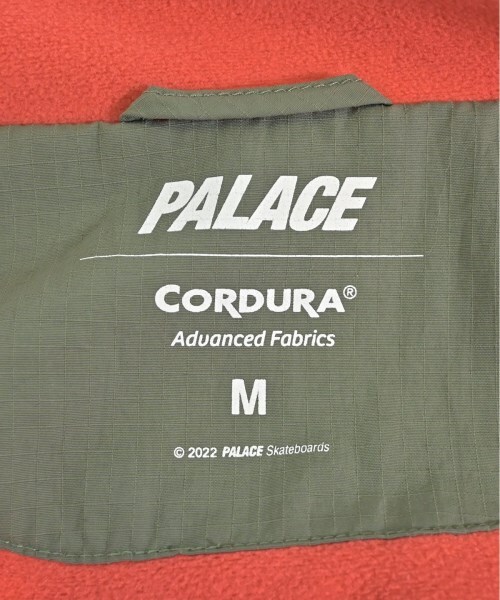 PALACE
CORDURA®
Advanced Fabrics
M
© 2022 PALACE Skateboards